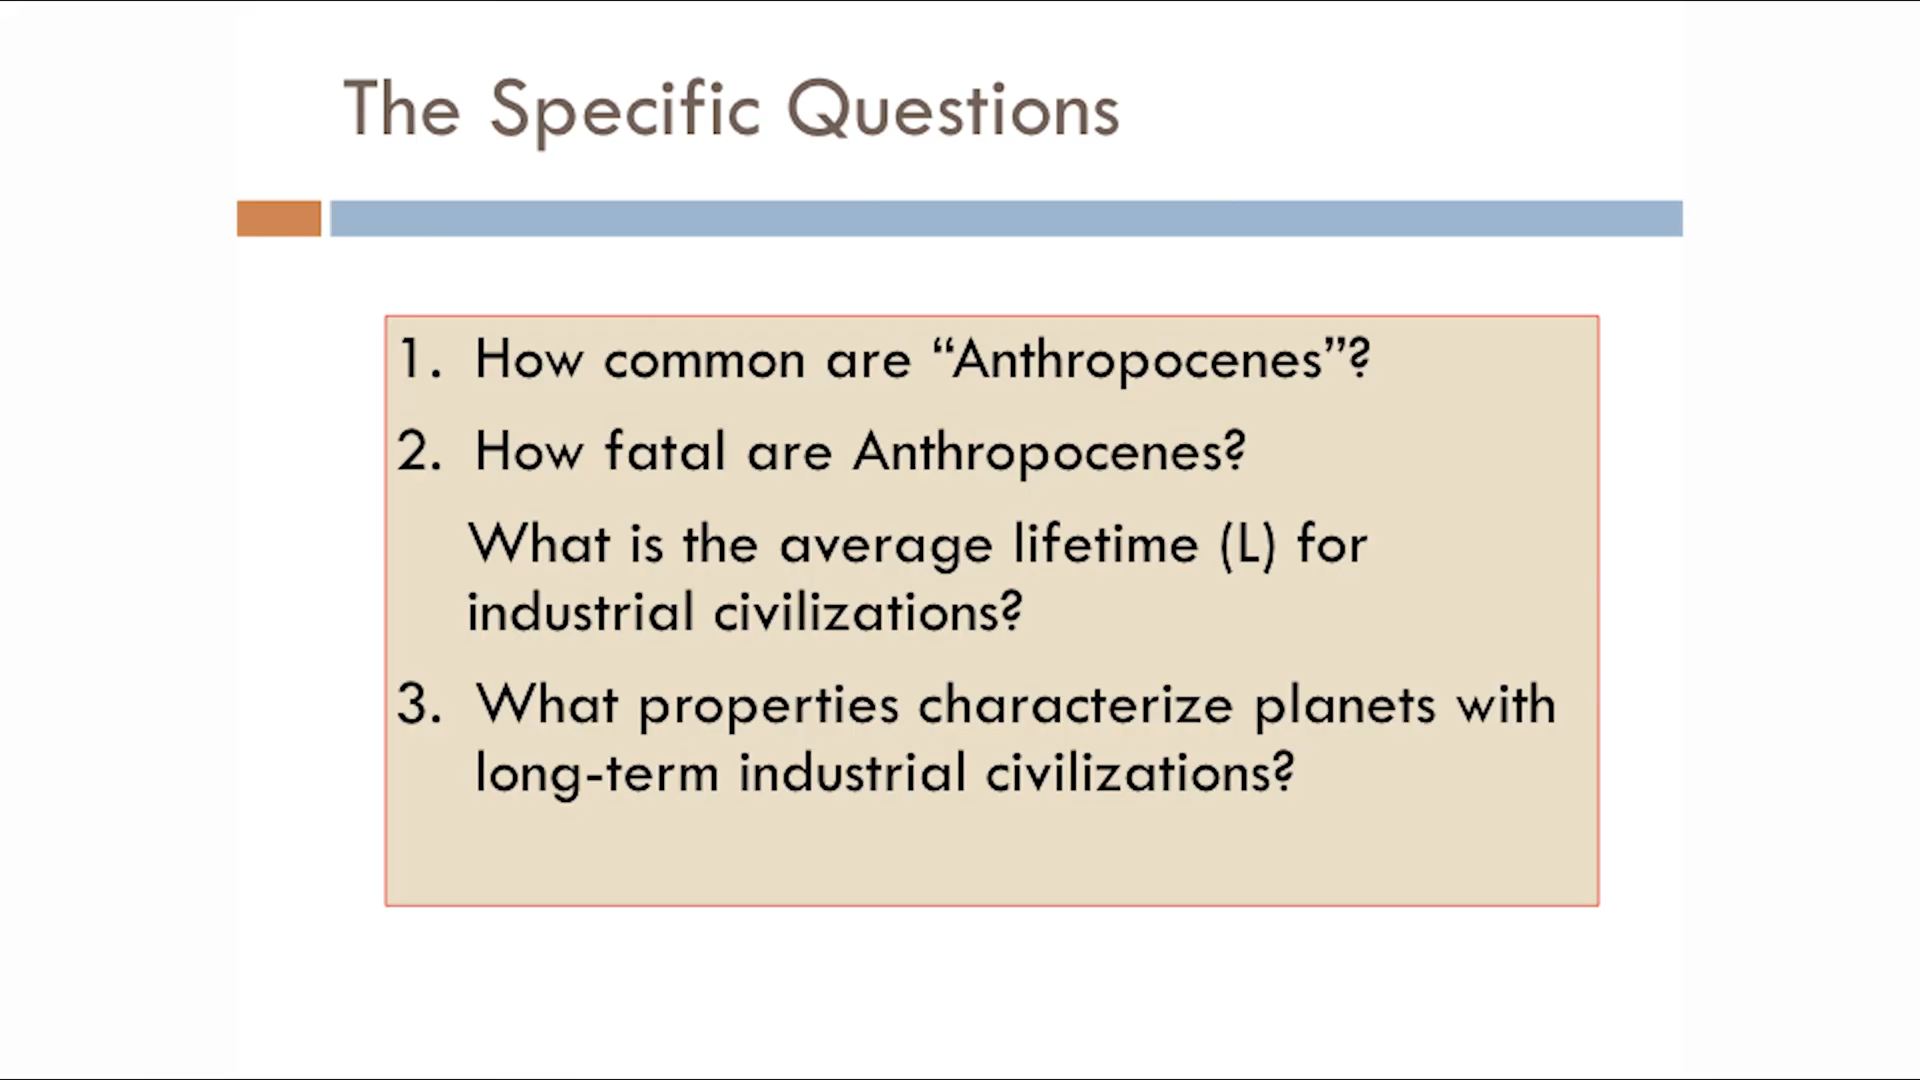 The Specific Questions
1. How common are “Anthropocenes”?
2. How fatal are Anthropocenes?
What is the average lifetime (L) for
industrial civilizations?
3. What properties characterize planets with
long-term industrial civilizations?